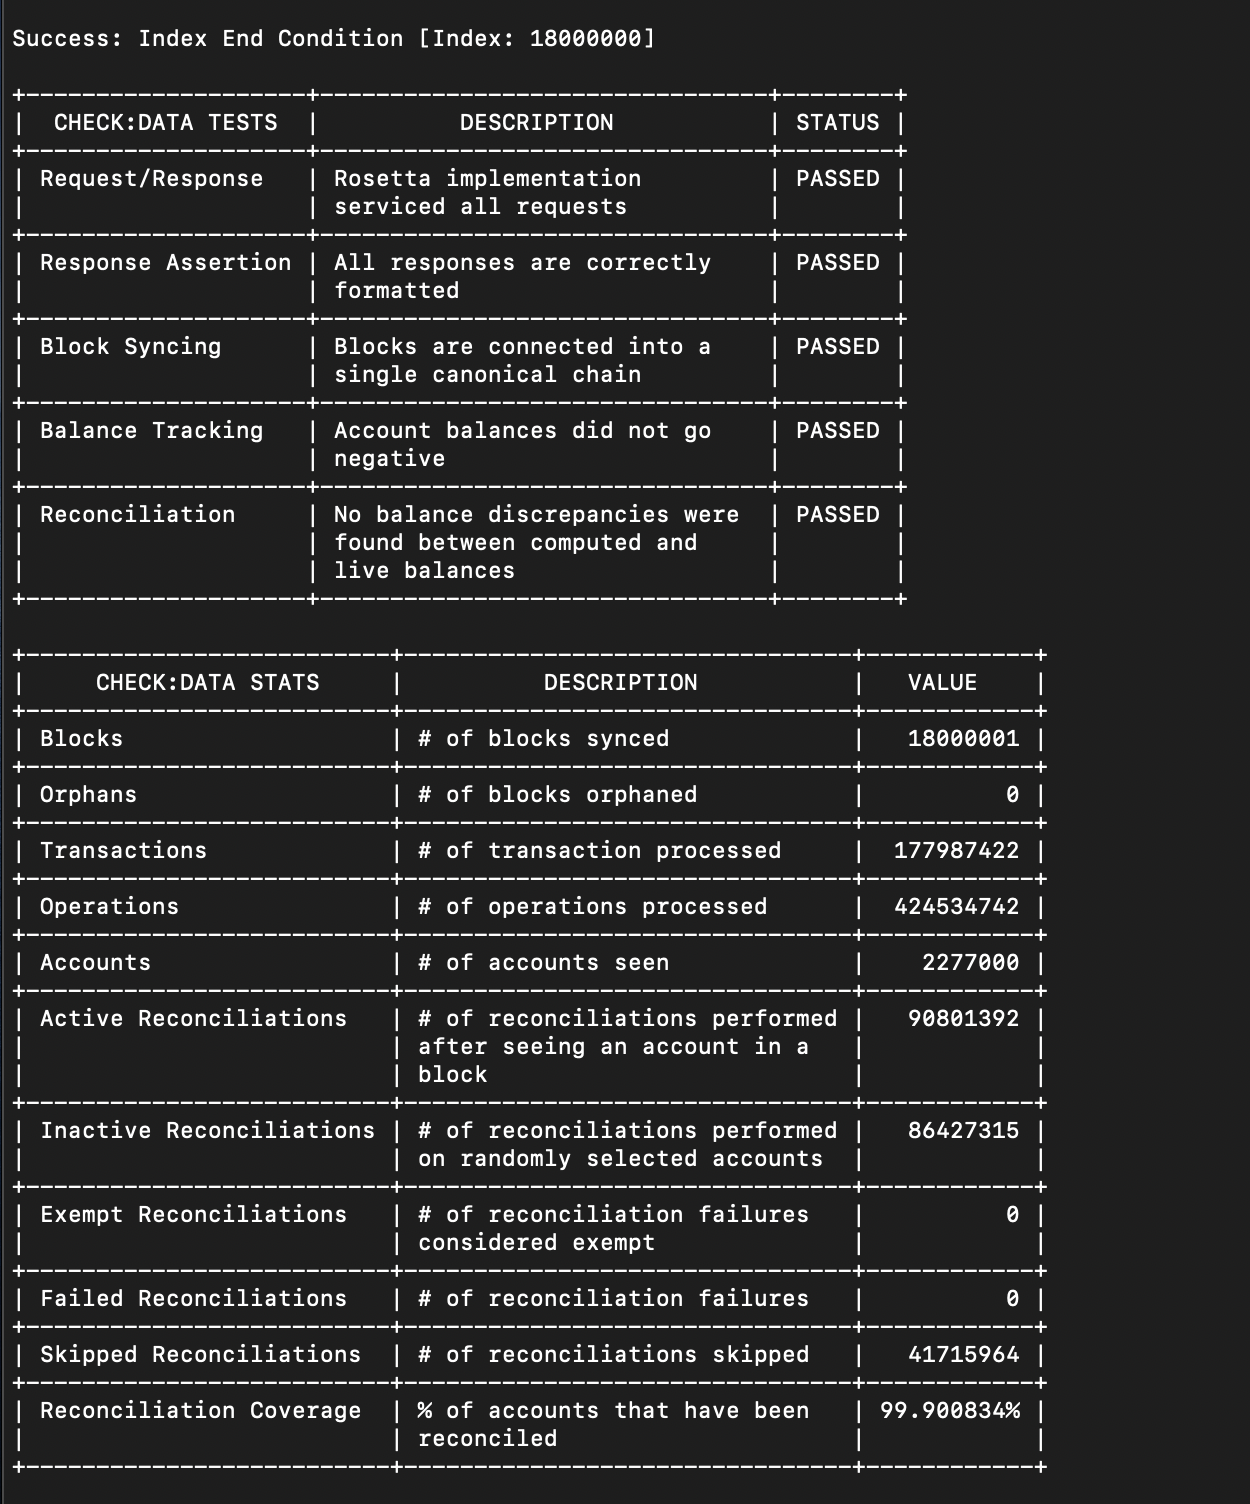 Success: Index End Condition [Index: 18000000]
+--------------------+--------------------------------+--------+
|  CHECK:DATA TESTS  |          DESCRIPTION           | STATUS |
+--------------------+--------------------------------+--------+
| Request/Response   | Rosetta implementation         | PASSED |
|                    | serviced all requests          |        |
+--------------------+--------------------------------+--------+
| Response Assertion | All responses are correctly    | PASSED |
|                    | formatted                      |        |
+--------------------+--------------------------------+--------+
| Block Syncing      | Blocks are connected into a    | PASSED |
|                    | single canonical chain         |        |
+--------------------+--------------------------------+--------+
| Balance Tracking   | Account balances did not go    | PASSED |
|                    | negative                       |        |
+--------------------+--------------------------------+--------+
| Reconciliation     | No balance discrepancies were  | PASSED |
|                    | found between computed and     |        |
|                    | live balances                  |        |
+--------------------+--------------------------------+--------+
+--------------------------+--------------------------------+------------+
|     CHECK:DATA STATS     |          DESCRIPTION           |   VALUE    |
+--------------------------+--------------------------------+------------+
| Blocks                   | # of blocks synced             |   18000001 |
+--------------------------+--------------------------------+------------+
| Orphans                  | # of blocks orphaned           |          0 |
+--------------------------+--------------------------------+------------+
| Transactions             | # of transaction processed     |  177987422 |
+--------------------------+--------------------------------+------------+
| Operations               | # of operations processed      |  424534742 |
+--------------------------+--------------------------------+------------+
| Accounts                 | # of accounts seen             |    2277000 |
+--------------------------+--------------------------------+------------+
| Active Reconciliations   | # of reconciliations performed |   90801392 |
|                          | after seeing an account in a   |            |
|                          | block                          |            |
+--------------------------+--------------------------------+------------+
| Inactive Reconciliations | # of reconciliations performed |   86427315 |
|                          | on randomly selected accounts  |            |
+--------------------------+--------------------------------+------------+
| Exempt Reconciliations   | # of reconciliation failures   |          0 |
|                          | considered exempt              |            |
+--------------------------+--------------------------------+------------+
| Failed Reconciliations   | # of reconciliation failures   |          0 |
+--------------------------+--------------------------------+------------+
| Skipped Reconciliations  | # of reconciliations skipped   |   41715964 |
+--------------------------+--------------------------------+------------+
| Reconciliation Coverage  | % of accounts that have been   | 99.900834% |
|                          | reconciled                     |            |
+--------------------------+--------------------------------+------------+